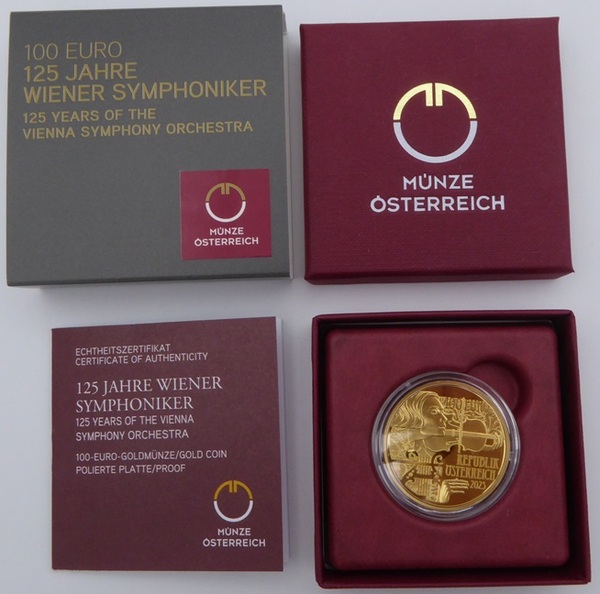 100 EURO
125 JAHRE
WIENER SYMPHONIKER
125 YEARS OF THE
VIENNA SYMPHONY ORCHESTRA
MÜNZE
ÖSTERREICH
MÜNZE
ÖSTERREICH
ECHTHEITSZERTIFIKAT
CERTIFICATE OF AUTHENTICITY
125 JAHRE WIENER
SYMPHONIKER
125 YEARS OF THE VIENNA
SYMPHONY ORCHESTRA
100-EURO-GOLDMÜNZE/GOLD COIN
POLIERTE PLATTE/PROOF
MÜNZE
ÖSTERREICH
100 EURO
REPUBLIK
ÖSTERREICH
2025